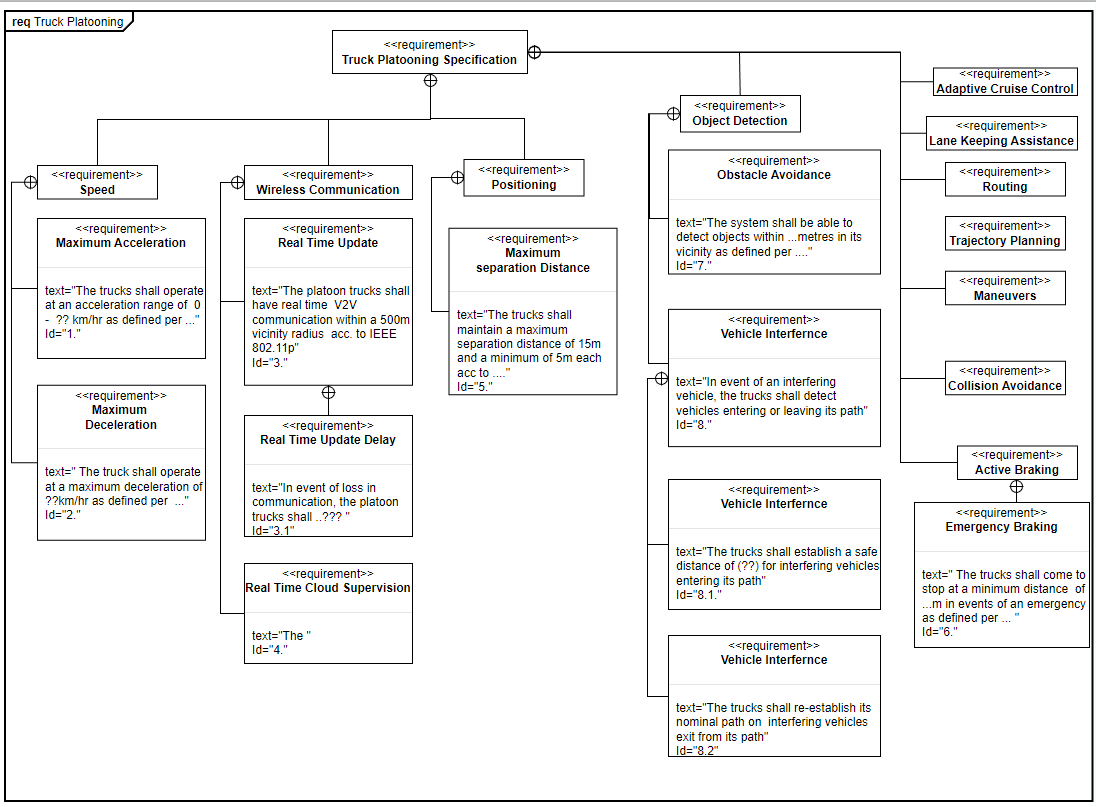 req Truck Platooning
<<requirement>>
Truck Platooning Specification
<<requirement>>
Speed
<<requirement>>
Maximum Acceleration
text="The trucks shall operate
at an acceleration range of  0
-  ?? km/hr as defined per ..."
Id="1."
<<requirement>>
Maximum
Deceleration
text=" The truck shall operate
at a maximum deceleration of
??km/hr as defined per  ..."
Id="2."
<<requirement>>
Wireless Communication
<<requirement>>
Real Time Update
text="The platoon trucks shall
have real time  V2V
communication within a 500m
vicinity radius  acc. to IEEE
802.11p"
Id="3."
<<requirement>>
Real Time Update Delay
text="In event of loss in
communication, the platoon
trucks shall ..??? "
Id="3.1"
<<requirement>>
Real Time Cloud Supervision
text="The "
Id="4."
<<requirement>>
Positioning
<<requirement>>
Maximum
separation Distance
text="The trucks shall
maintain a maximum
separation distance of 15m
and a minimum of 5m each
acc to ...."
Id="5."
<<requirement>>
Object Detection
<<requirement>>
Obstacle Avoidance
text="The system shall be able to
detect objects within ...metres in its
vicinity as defined per ...."
Id="7."
<<requirement>>
Vehicle Interfernce
text="In event of an interfering
vehicle, the trucks shall detect
vehicles entering or leaving its path"
Id="8."
<<requirement>>
Vehicle Interfernce
text="The trucks shall establish a safe
distance of (??) for interfering vehicles
entering its path"
Id="8.1."
<<requirement>>
Vehicle Interfernce
text="The trucks shall re-establish its
nominal path on  interfering vehicles
exit from its path"
Id="8.2"
<<requirement>>
Adaptive Cruise Control
<<requirement>>
Lane Keeping Assistance
<<requirement>>
Routing
<<requirement>>
Trajectory Planning
<<requirement>>
Maneuvers
<<requirement>>
Collision Avoidance
<<requirement>>
Active Braking
<<requirement>>
Emergency Braking
text=" The trucks shall come to
stop at a minimum distance  of
...m in events of an emergency
as defined per ... "
Id="6."